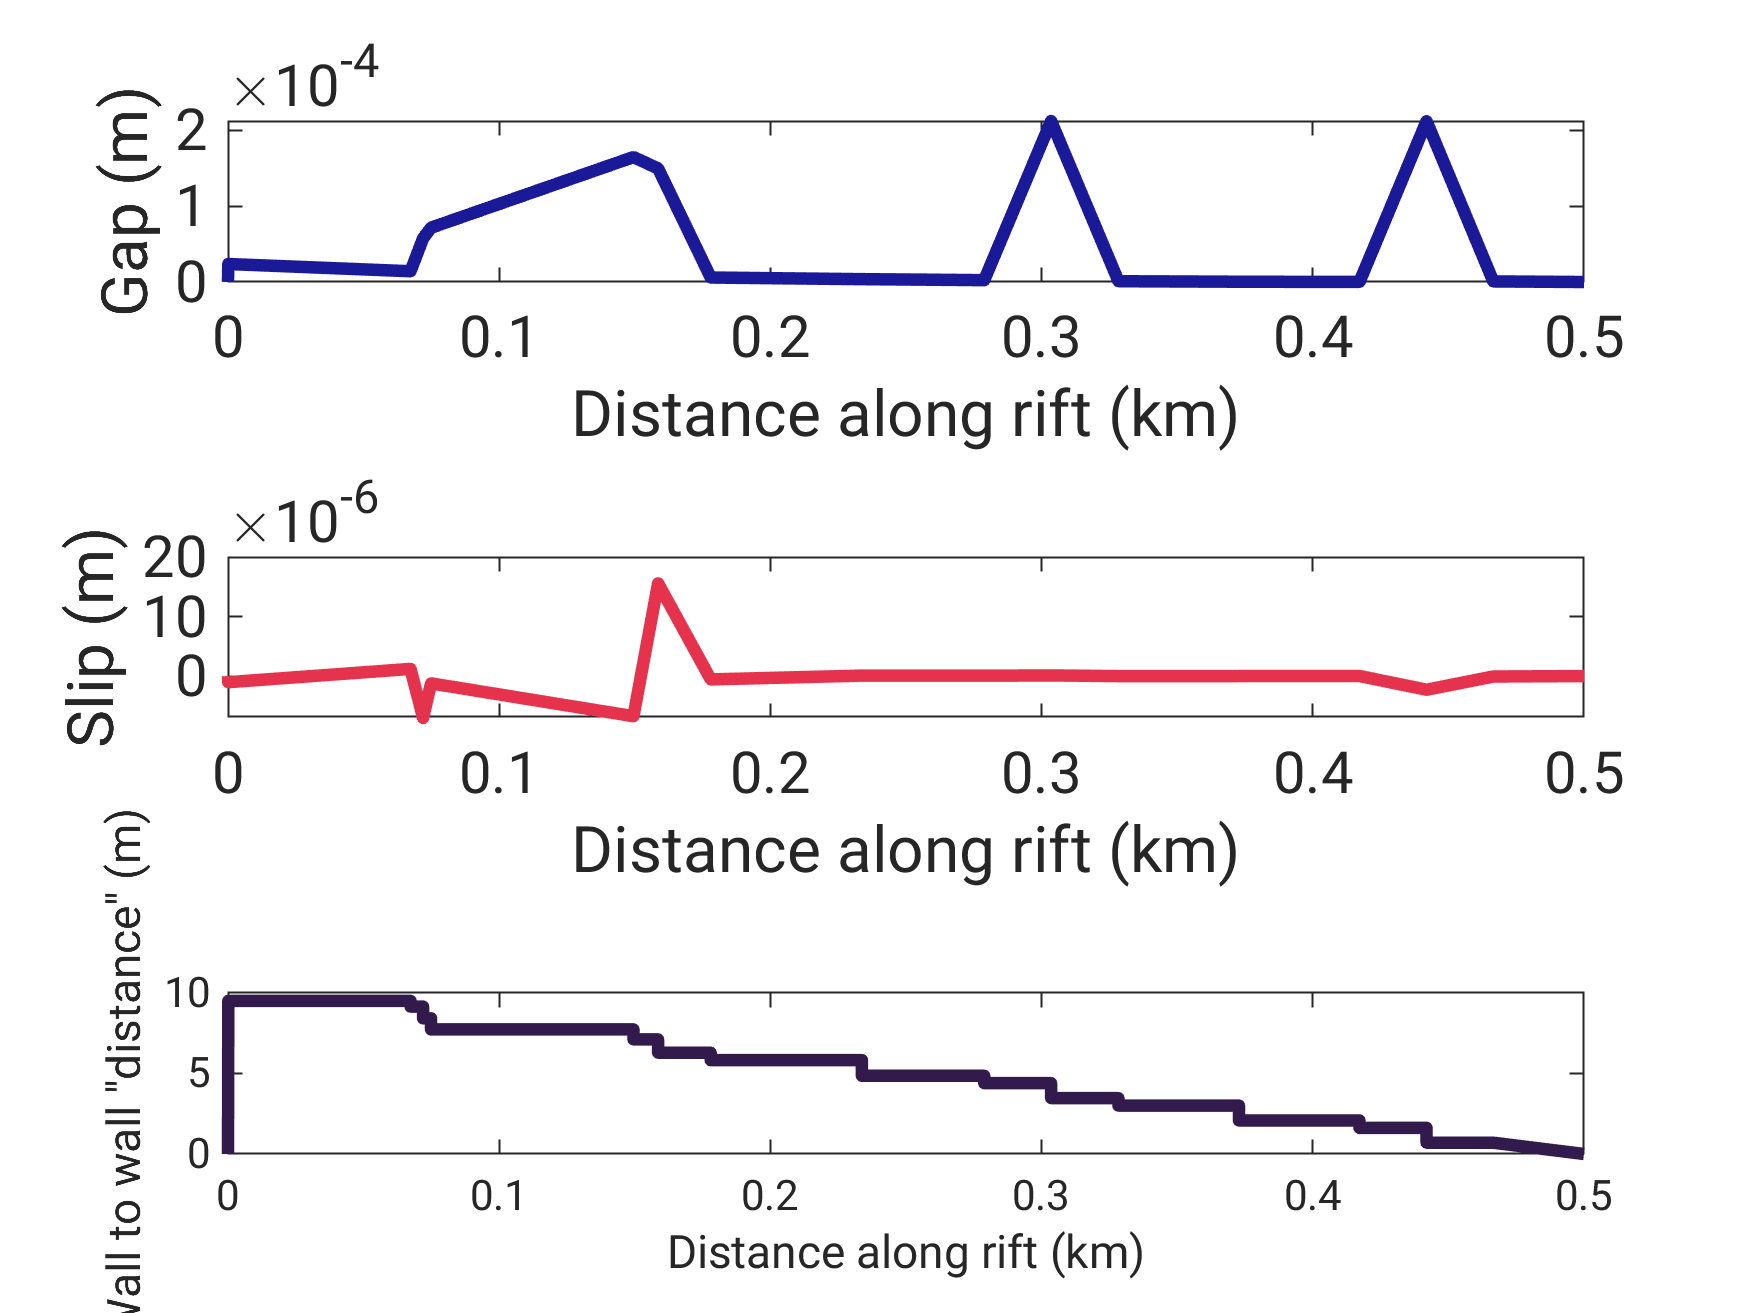 ×10-4
Gap (m)
2
1
0
0 0.1 0.2 0.3 0.4 0.5
Distance along rift (km)
×10-6
Slip (m)
20
10
0
0 0.1 0.2 0.3 0.4 0.5
Distance along rift (km)
Wall to wall "distance" (m)
10
5
0
0 0.1 0.2 0.3 0.4 0.5
Distance along rift (km)